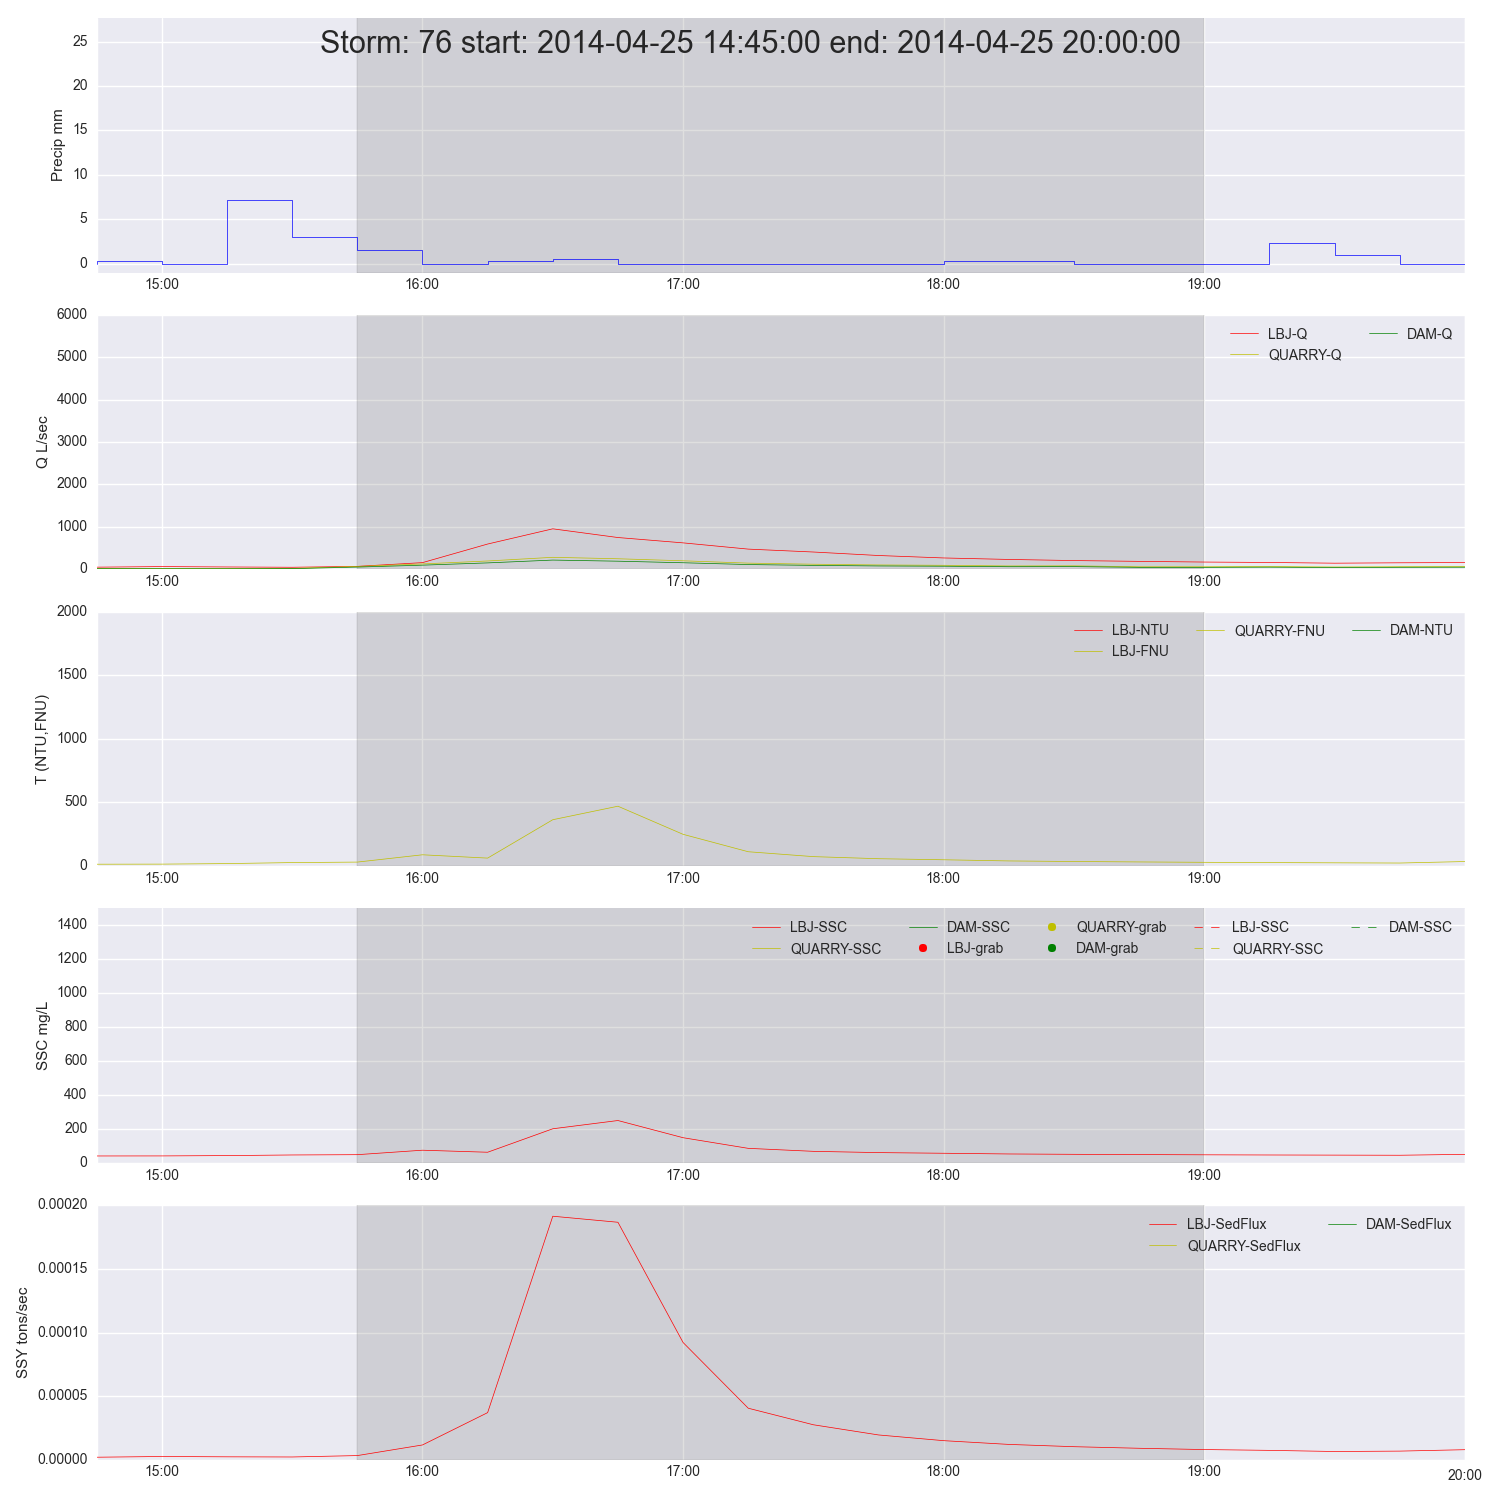 Storm: 76 start: 2014-04-25 14:45:00 end: 2014-04-25 20:00:00
Precip mm
25
20
15
10
5
0
15:00 16:00 17:00 18:00 19:00
Q L/sec
6000
5000
4000
3000
2000
1000
0
LBJ-Q DAM-Q
QUARRY-Q
15:00 16:00 17:00 18:00 19:00
T (NTU,FNU)
2000
1500
1000
500
0
LBJ-NTU QUARRY-FNU DAM-NTU
LBJ-FNU
15:00 16:00 17:00 18:00 19:00
SSC mg/L
1400
1200
1000
800
600
400
200
0
LBJ-SSC DAM-SSC QUARRY-grab LBJ-SSC DAM-SSC
QUARRY-SSC LBJ-grab DAM-grab QUARRY-SSC
15:00 16:00 17:00 18:00 19:00
SSY tons/sec
0.00020
0.00015
0.00010
0.00005
0.00000
LBJ-SedFlux DAM-SedFlux
QUARRY-SedFlux
15:00 16:00 17:00 18:00 19:00 20:00